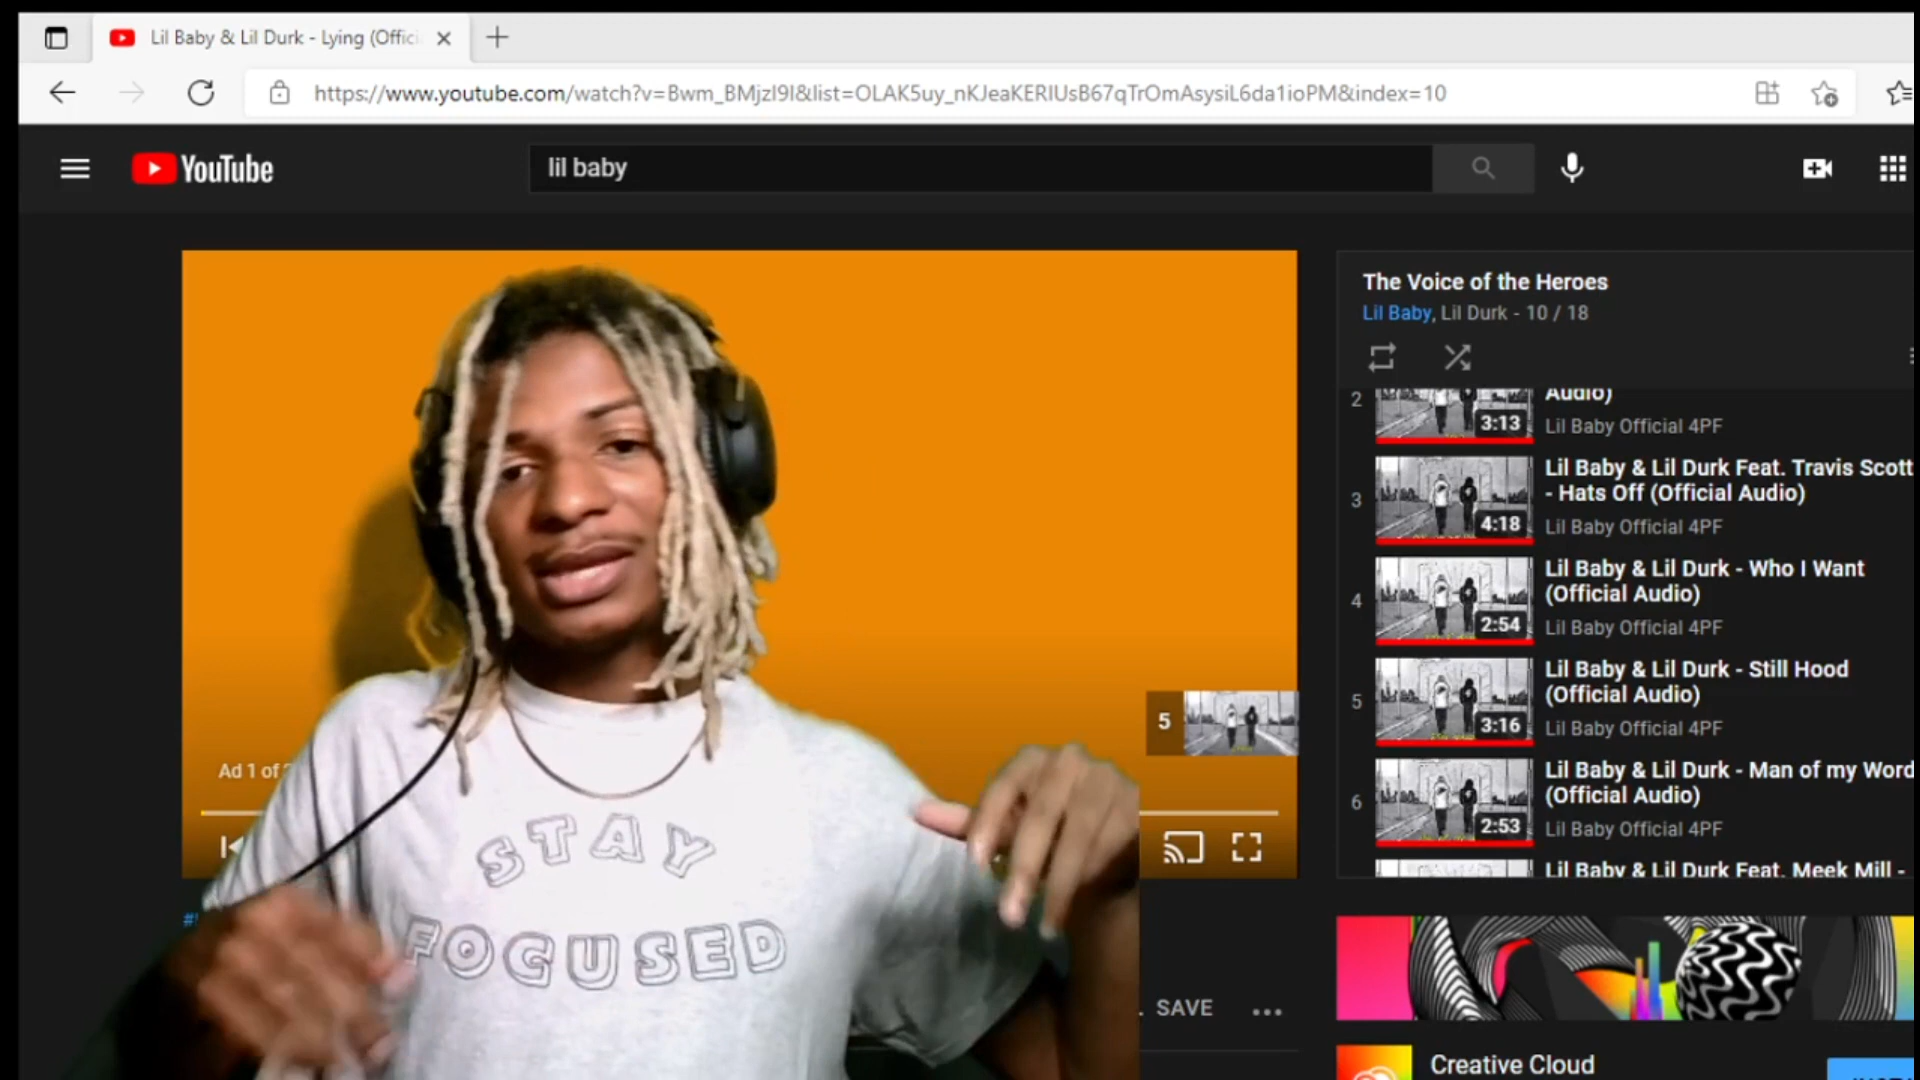 Lil Baby & Lil Durk - Lying (Offici
https://www.youtube.com/watch?v=Bwm_BMjzI9I&list=OLAK5uy_nKJeaKERIUsB67qTrOmAsysiL6da1ioPM&index=10
YouTube
lil baby
The Voice of the Heroes
Lil Baby, Lil Durk - 10 / 18
2
Audio)
3:13
Lil Baby Official 4PF
3
Lil Baby & Lil Durk Feat. Travis Scott
- Hats Off (Official Audio)
4:18
Lil Baby Official 4PF
4
Lil Baby & Lil Durk - Who I Want
(Official Audio)
2:54
Lil Baby Official 4PF
5
Lil Baby & Lil Durk - Still Hood
(Official Audio)
3:16
Lil Baby Official 4PF
6
Lil Baby & Lil Durk - Man of my Word
(Official Audio)
2:53
Lil Baby Official 4PF
Lil Baby & Lil Durk Feat. Meek Mill -
5
Ad 1 of
STAY
FOCUSED
#
SAVE
Creative Cloud